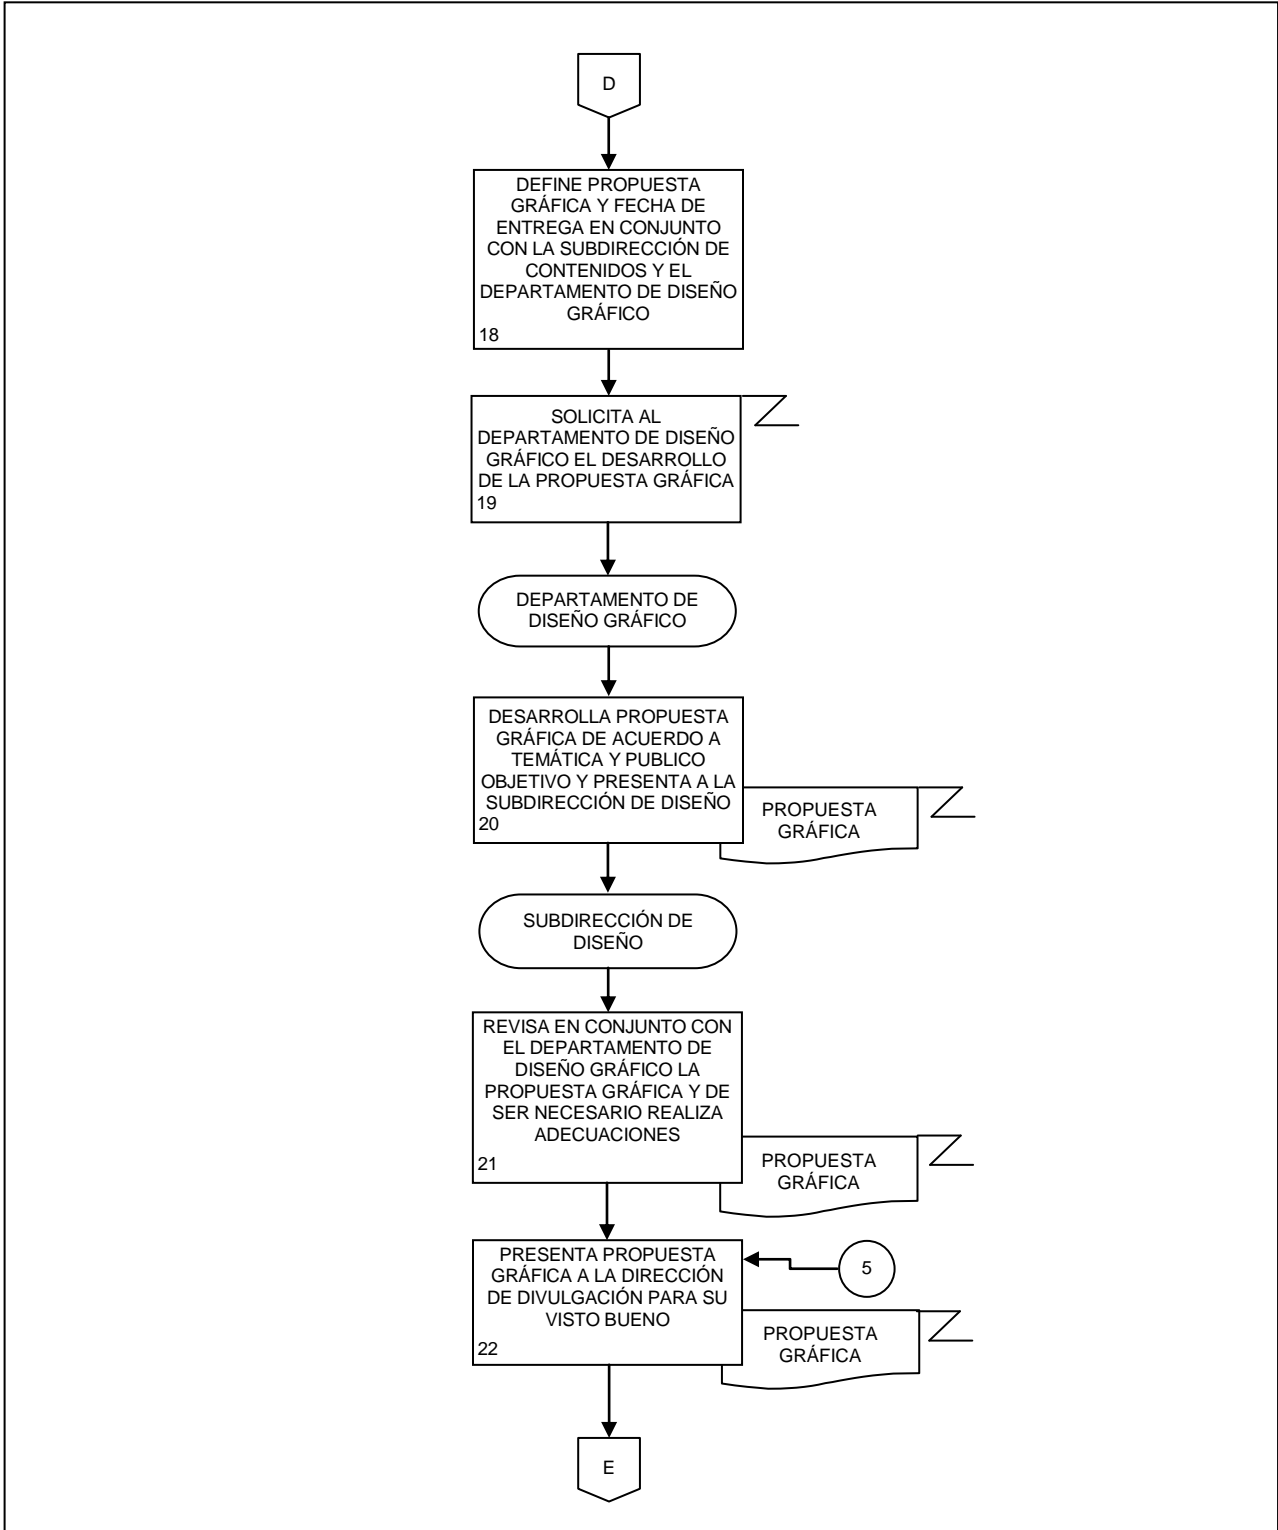 D
DEFINE PROPUESTA
GRÁFICA Y FECHA DE
ENTREGA EN CONJUNTO
CON LA SUBDIRECCIÓN DE
CONTENIDOS Y EL
DEPARTAMENTO DE DISEÑO
GRÁFICO
18
SOLICITA AL
DEPARTAMENTO DE DISEÑO
GRÁFICO EL DESARROLLO
DE LA PROPUESTA GRÁFICA
19
DEPARTAMENTO DE
DISEÑO GRÁFICO
DESARROLLA PROPUESTA
GRÁFICA DE ACUERDO A
TEMÁTICA Y PUBLICO
OBJETIVO Y PRESENTA A LA
SUBDIRECCIÓN DE DISEÑO
20
PROPUESTA
GRÁFICA
SUBDIRECCIÓN DE
DISEÑO
REVISA EN CONJUNTO CON
EL DEPARTAMENTO DE
DISEÑO GRÁFICO LA
PROPUESTA GRÁFICA Y DE
SER NECESARIO REALIZA
ADECUACIONES
21
PROPUESTA
GRÁFICA
PRESENTA PROPUESTA
GRÁFICA A LA DIRECCIÓN
DE DIVULGACIÓN PARA SU
VISTO BUENO
22
5
PROPUESTA
GRÁFICA
E